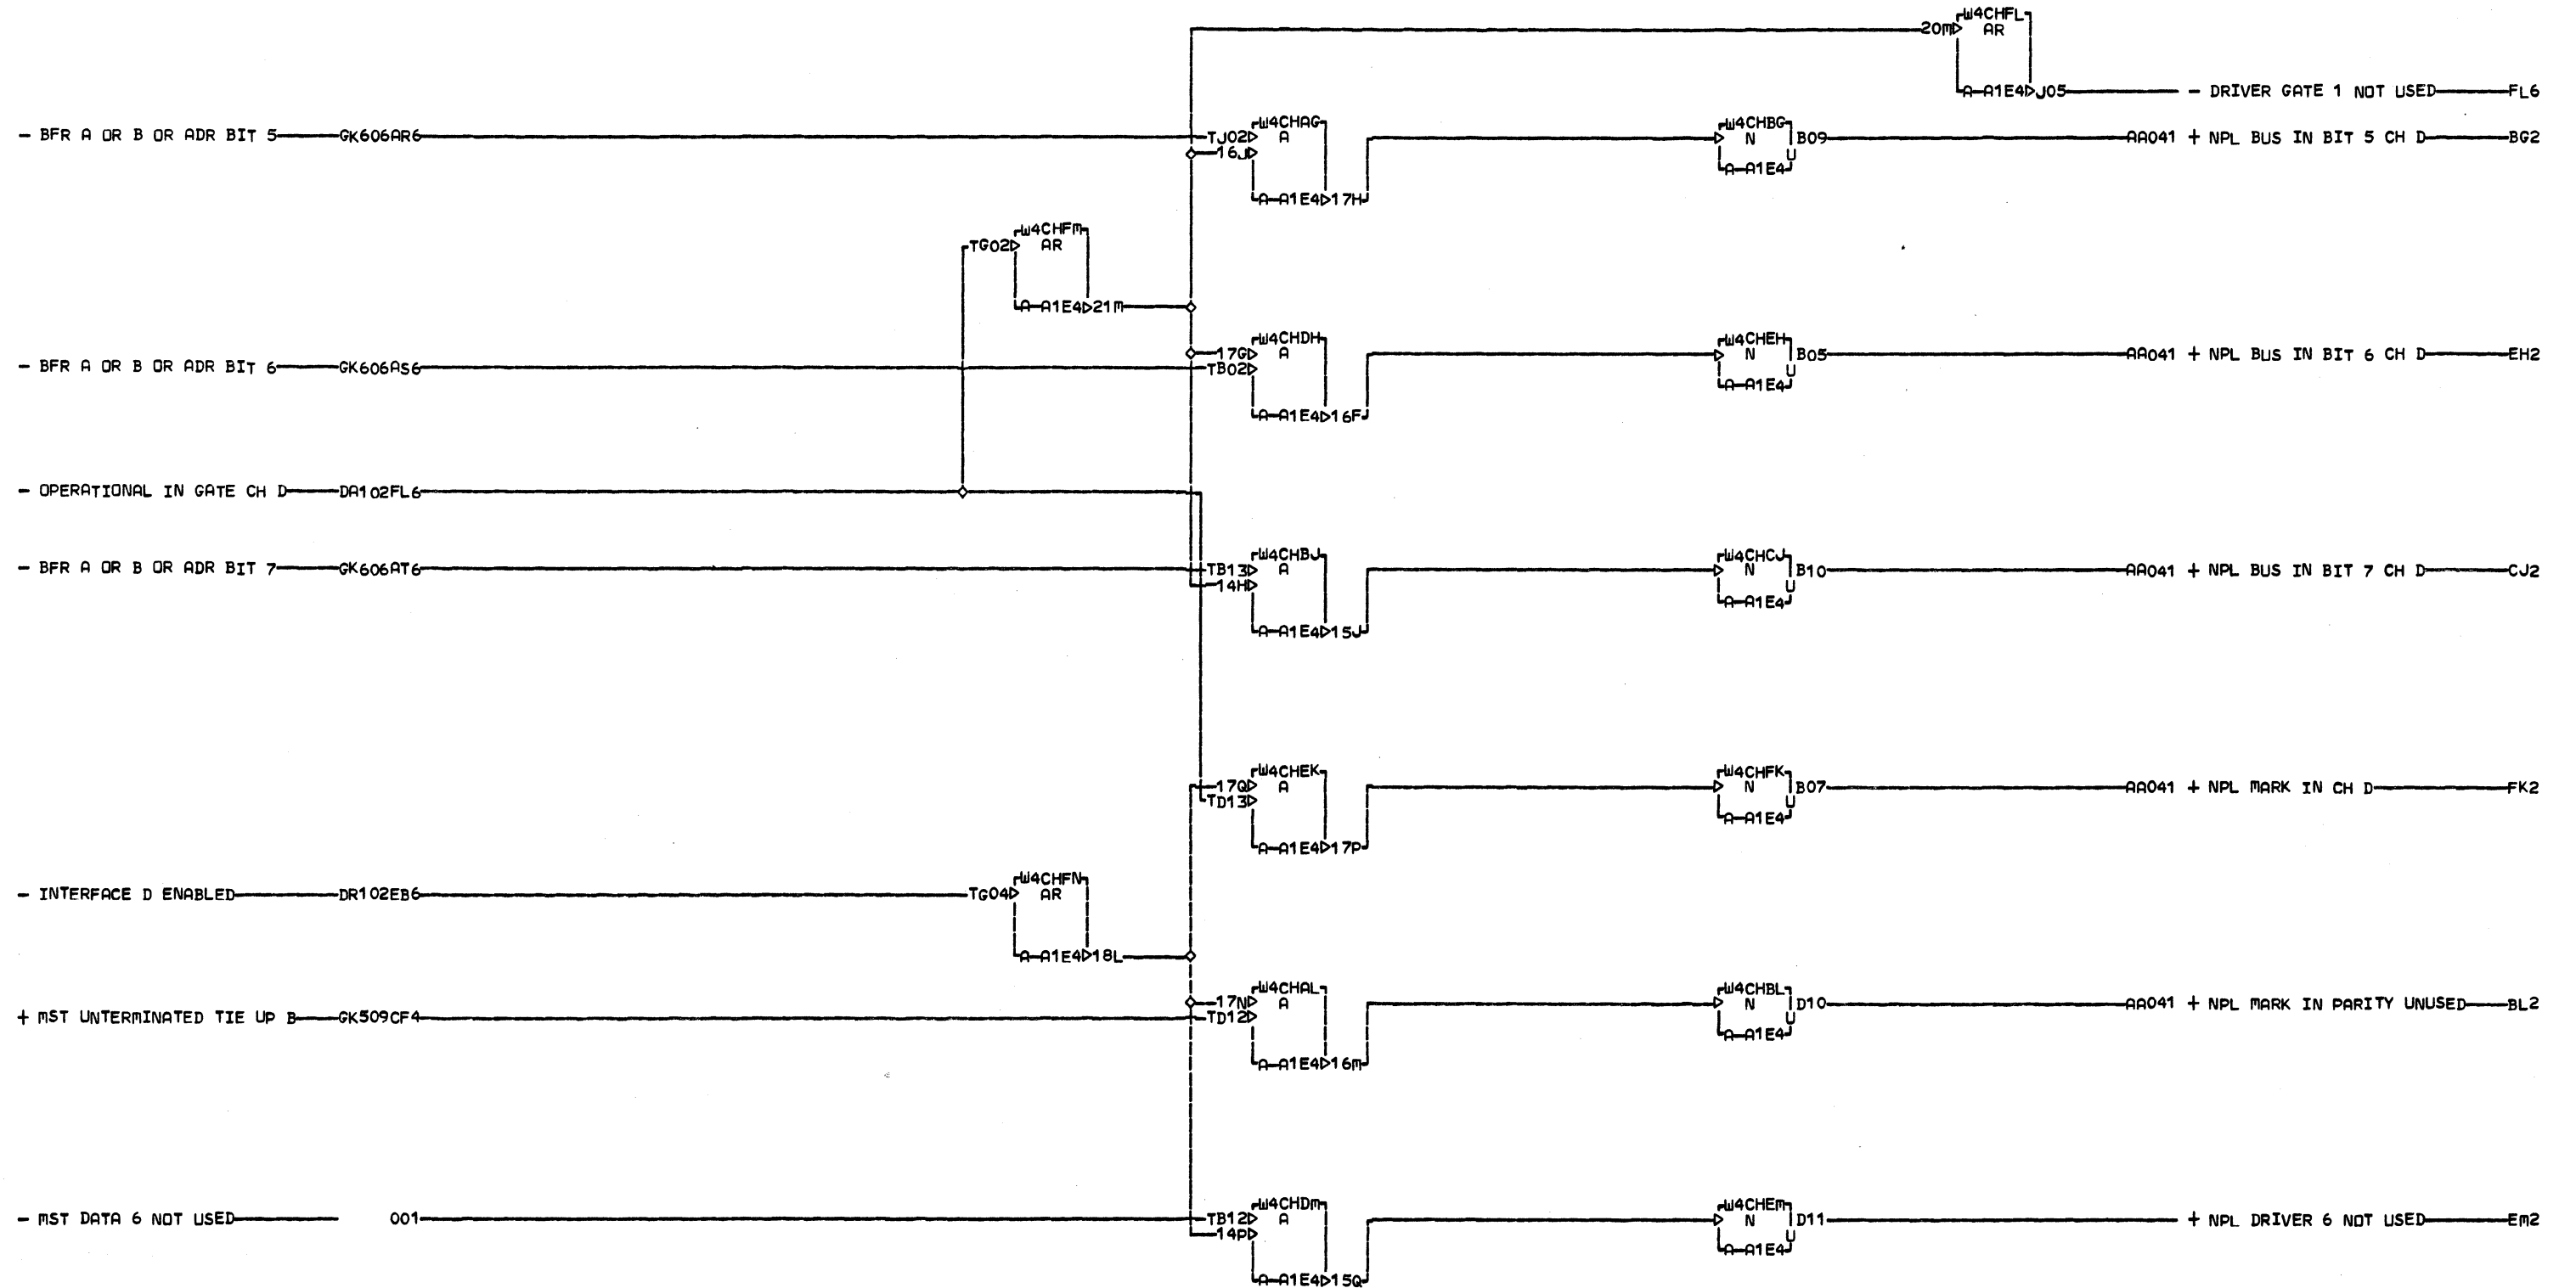 W4CHFL
20M AR
A-A1E4 J05 - DRIVER GATE 1 NOT USED FL6
W4CHAG W4CHBG
- BFR A OR B OR ADR BIT 5 GK606AR6 TJ02 A N B09 AA041 + NPL BUS IN BIT 5 CH D BG2
16J U
A-A1E4
A-A1E4 17H
W4CHFM
TG02 AR
A-A1E4 21M
W4CHDH W4CHEH
17G A N B05 AA041 + NPL BUS IN BIT 6 CH D EH2
- BFR A OR B OR ADR BIT 6 GK606AS6 TB02 U
A-A1E4
A-A1E4 16F
- OPERATIONAL IN GATE CH D DA102FL6
W4CHBJ W4CHCJ
- BFR A OR B OR ADR BIT 7 GK606AT6 TB13 A N B10 AA041 + NPL BUS IN BIT 7 CH D CJ2
14H U
A-A1E4
A-A1E4 15J
W4CHEK W4CHFK
17Q A N B07 AA041 + NPL MARK IN CH D FK2
TD13 U
A-A1E4
A-A1E4 17P
W4CHFN
- INTERFACE D ENABLED DR102EB6 TG04 AR
A-A1E4 18L
W4CHAL W4CHBL
17N A N D10 AA041 + NPL MARK IN PARITY UNUSED BL2
+ MST UNTERMINATED TIE UP B GK509CF4 TD12 U
A-A1E4
A-A1E4 16M
W4CHDM W4CHEM
- MST DATA 6 NOT USED 001 TB12 A N D11 + NPL DRIVER 6 NOT USED EM2
14P U
A-A1E4
A-A1E4 15Q